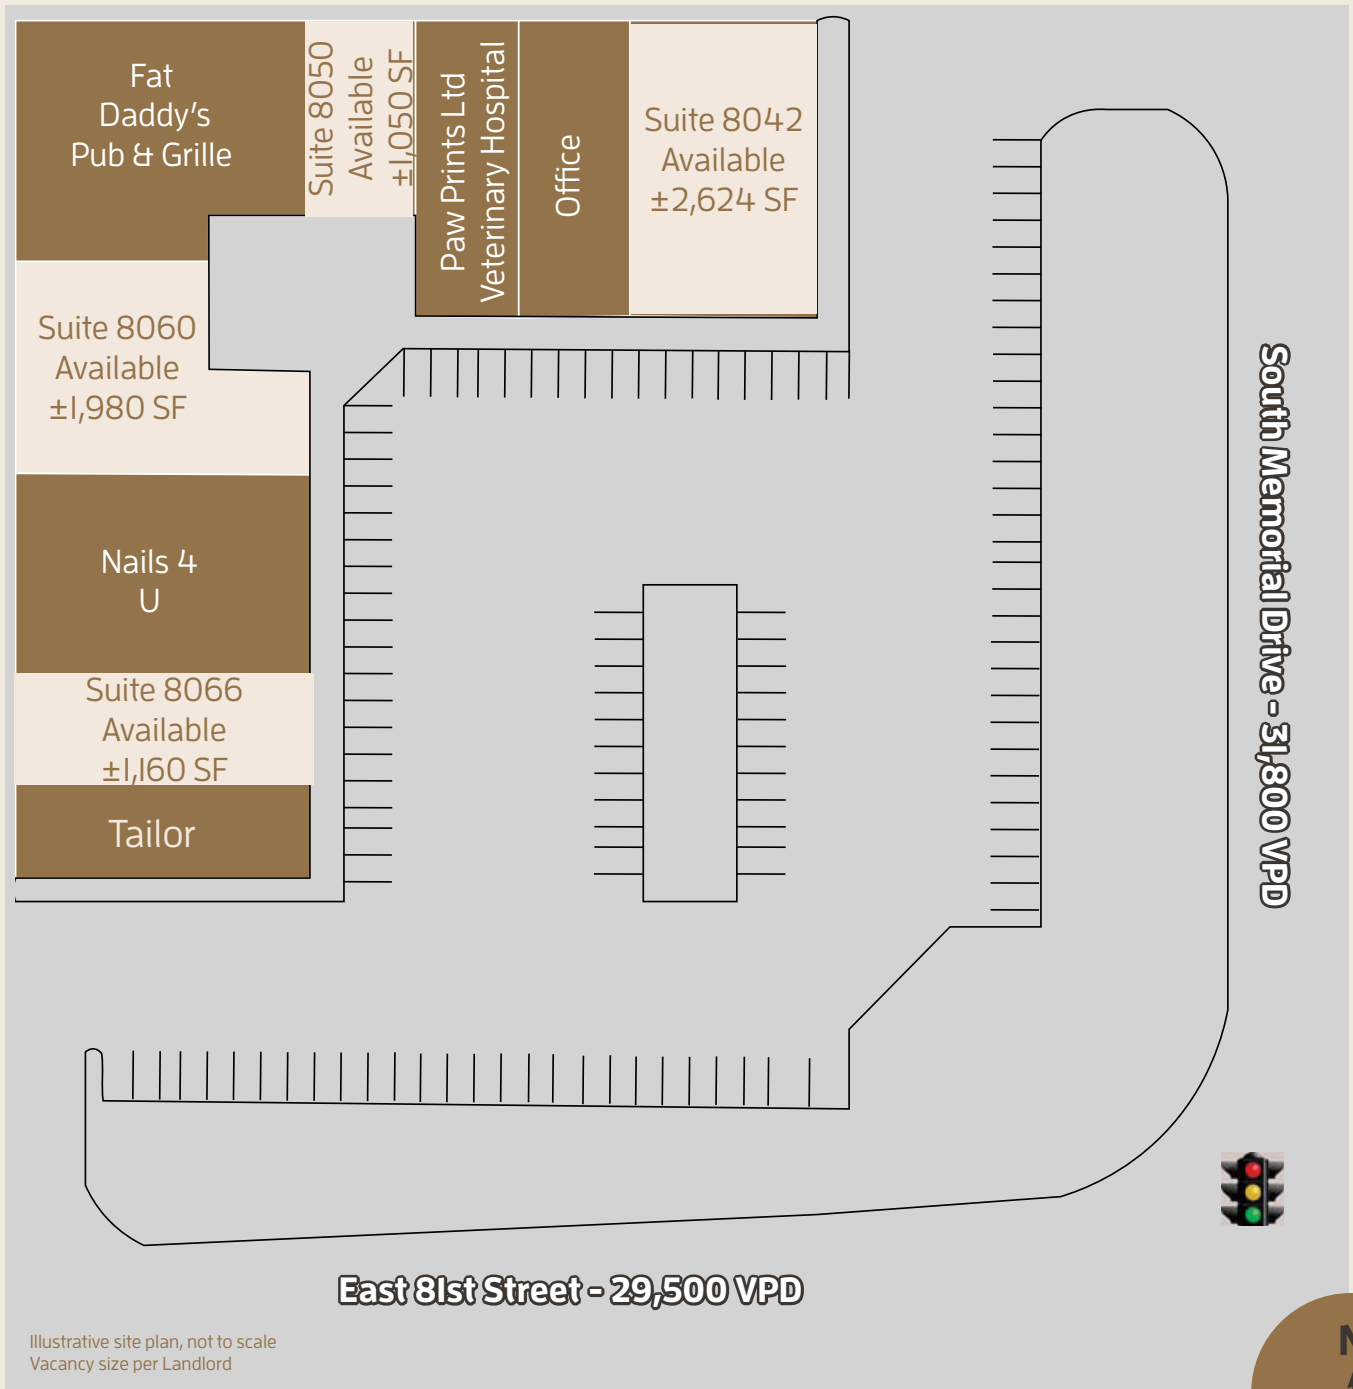 Fat
Daddy's
Pub & Grille
Suite 8050
Available
±1,050 SF
Paw Prints Ltd
Veterinary Hospital
Office
Suite 8042
Available
±2,624 SF
Suite 8060
Available
±1,980 SF
Nails 4
U
Suite 8066
Available
±1,160 SF
Tailor
South Memorial Drive - 31,800 VPD
East 81st Street - 29,500 VPD
Illustrative site plan, not to scale
Vacancy size per Landlord